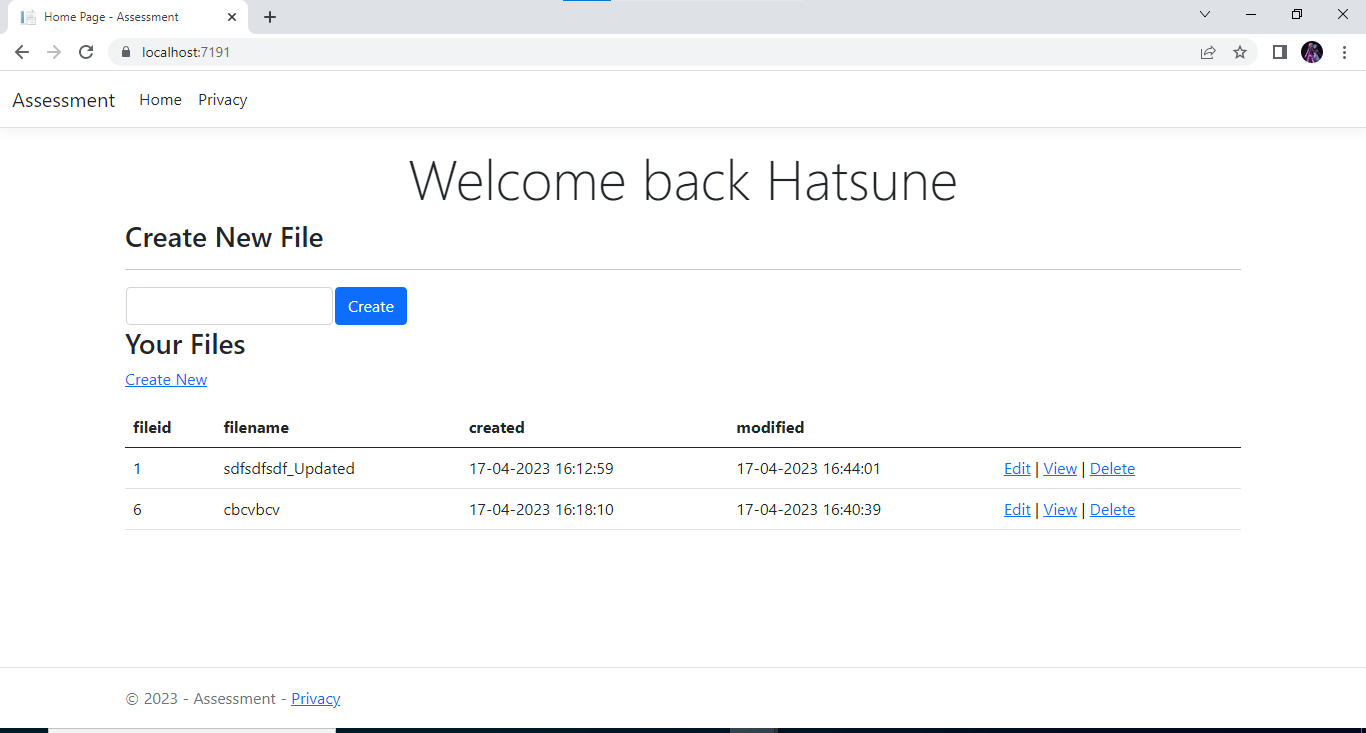 Home Page - Assessment
localhost:7191
Assessment Home Privacy
Welcome back Hatsune
Create New File
Create
Your Files
Create New
fileid filename created modified
1 sdfsdfsdf_Updated 17-04-2023 16:12:59 17-04-2023 16:44:01 Edit | View | Delete
6 cbcvbcv 17-04-2023 16:18:10 17-04-2023 16:40:39 Edit | View | Delete
© 2023 - Assessment - Privacy